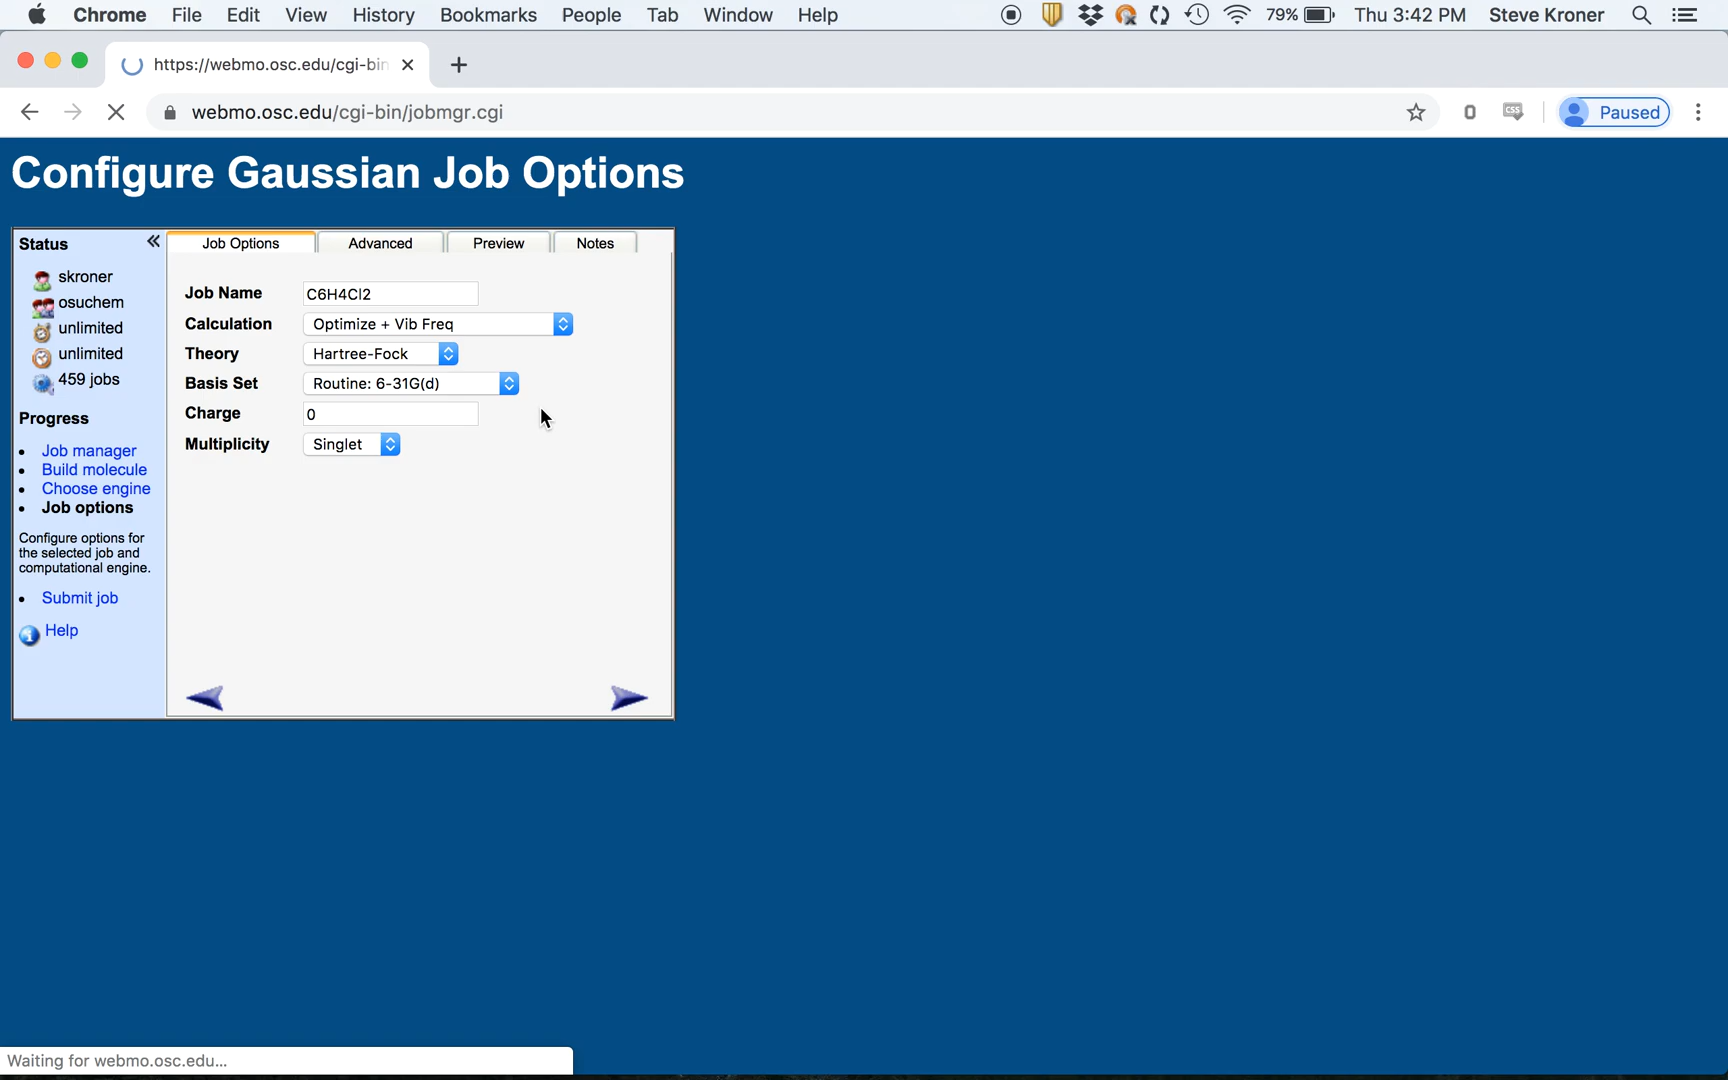 Chrome File Edit View History Bookmarks People Tab Window Help 79% Thu 3:42 PM Steve Kroner
https://webmo.osc.edu/cgi-bin
webmo.osc.edu/cgi-bin/jobmgr.cgi
CSS
Paused
Configure Gaussian Job Options
Status
skroner
osuchem
unlimited
unlimited
459 jobs
Progress
Job manager
Build molecule
Choose engine
Job options
Configure options for
the selected job and
computational engine.
Submit job
Help
Job Options Advanced Preview Notes
Job Name C6H4Cl2
Calculation Optimize + Vib Freq
Theory Hartree-Fock
Basis Set Routine: 6-31G(d)
Charge 0
Multiplicity Singlet
Waiting for webmo.osc.edu...